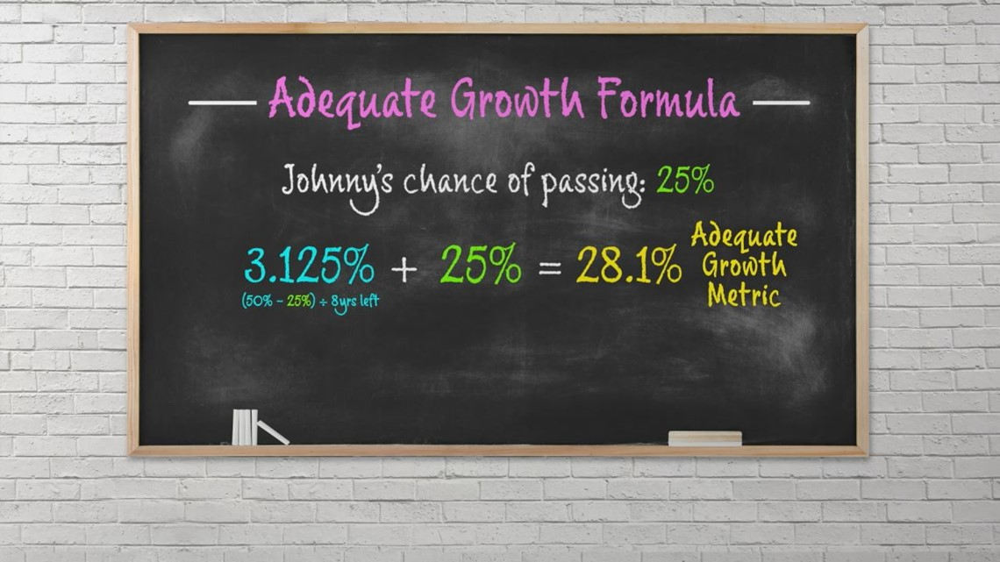 Adequate Growth Formula
Johnny's chance of passing: 25%
3.125% + 25% = 28.1% Adequate Growth Metric
(50% - 25%) ÷ 8yrs left